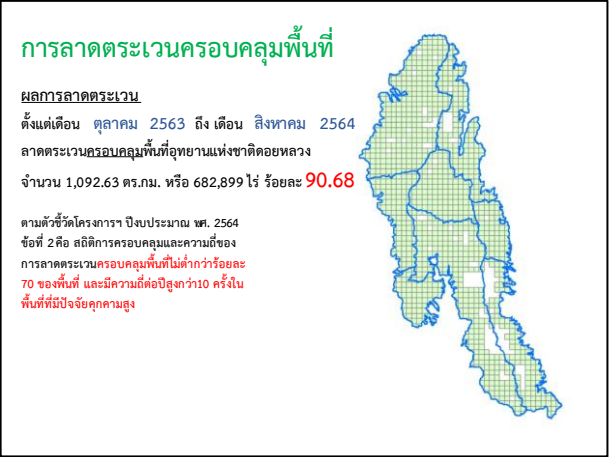 การลาดตระเวนครอบคลุมพื้นที่
ผลการลาดตระเวน
ตั้งแต่เดือน ตุลาคม 2563 ถึง เดือน สิงหาคม 2564
ลาดตระเวนครอบคลุมพื้นที่อุทยานแห่งชาติดอยหลวง
จำนวน 1,092.63 ตร.กม. หรือ 682,899 ไร่ ร้อยละ 90.68
ตามตัวชี้วัดโครงการฯ ปีงบประมาณ พศ. 2564
ข้อที่ 2 คือ สถิติการครอบคลุมและความถี่ของ
การลาดตระเวนครอบคลุมพื้นที่ไม่ต่ำกว่าร้อยละ
70 ของพื้นที่ และมีความถี่ต่อปีสูงกว่า10 ครั้งใน
พื้นที่ที่มีปัจจัยคุกคามสูง